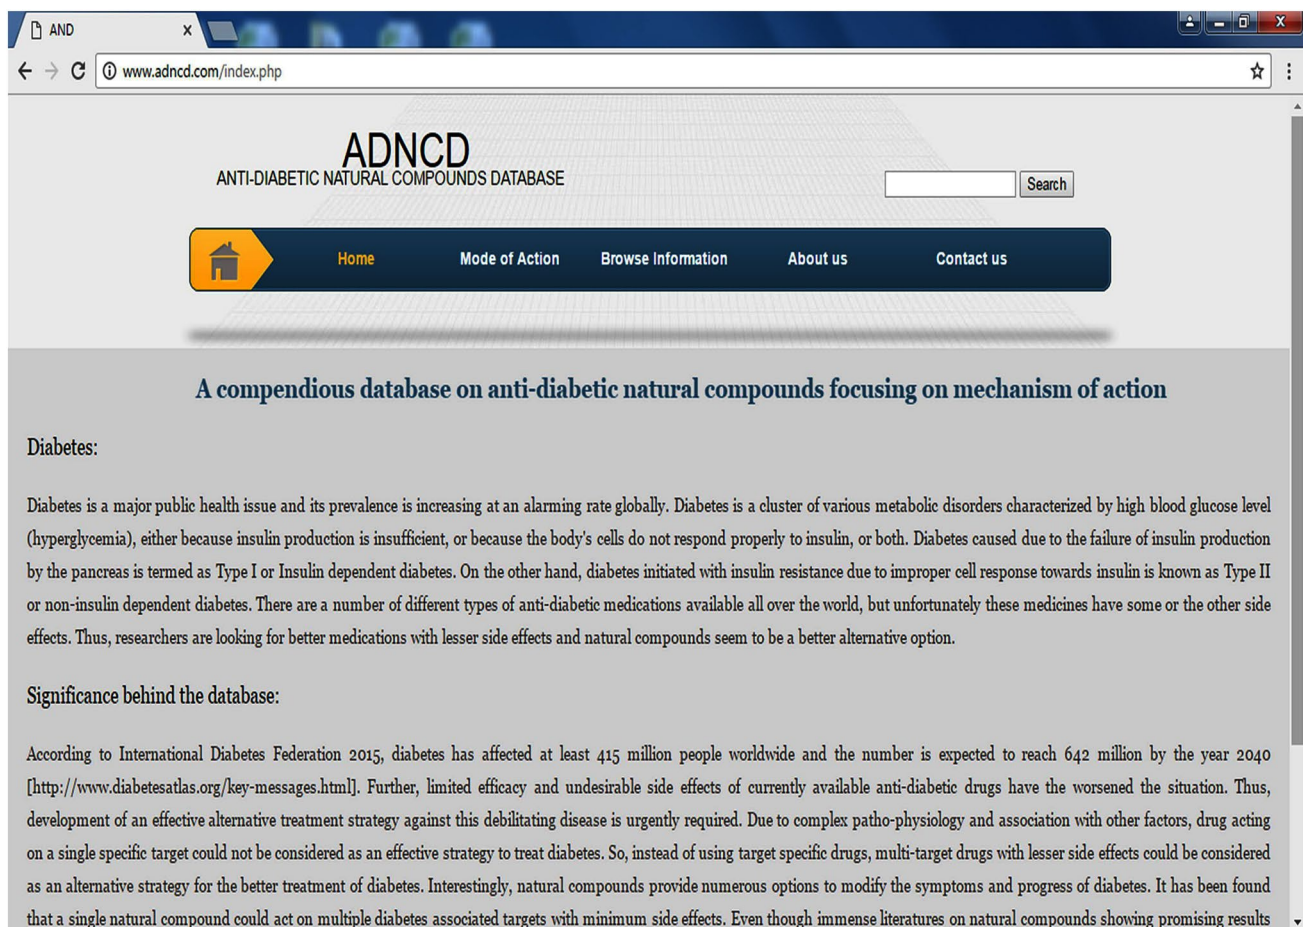 AND
www.adncd.com/index.php
ADNCD
ANTI-DIABETIC NATURAL COMPOUNDS DATABASE
Search
Home
Mode of Action
Browse Information
About us
Contact us
A compendious database on anti-diabetic natural compounds focusing on mechanism of action
Diabetes:
Diabetes is a major public health issue and its prevalence is increasing at an alarming rate globally. Diabetes is a cluster of various metabolic disorders characterized by high blood glucose level
(hyperglycemia), either because insulin production is insufficient, or because the body's cells do not respond properly to insulin, or both. Diabetes caused due to the failure of insulin production
by the pancreas is termed as Type I or Insulin dependent diabetes. On the other hand, diabetes initiated with insulin resistance due to improper cell response towards insulin is known as Type II
or non-insulin dependent diabetes. There are a number of different types of anti-diabetic medications available all over the world, but unfortunately these medicines have some or the other side
effects. Thus, researchers are looking for better medications with lesser side effects and natural compounds seem to be a better alternative option.
Significance behind the database:
According to International Diabetes Federation 2015, diabetes has affected at least 415 million people worldwide and the number is expected to reach 642 million by the year 2040
[http://www.diabetesatlas.org/key-messages.html]. Further, limited efficacy and undesirable side effects of currently available anti-diabetic drugs have the worsened the situation. Thus,
development of an effective alternative treatment strategy against this debilitating disease is urgently required. Due to complex patho-physiology and association with other factors, drug acting
on a single specific target could not be considered as an effective strategy to treat diabetes. So, instead of using target specific drugs, multi-target drugs with lesser side effects could be considered
as an alternative strategy for the better treatment of diabetes. Interestingly, natural compounds provide numerous options to modify the symptoms and progress of diabetes. It has been found
that a single natural compound could act on multiple diabetes associated targets with minimum side effects. Even though immense literatures on natural compounds showing promising results